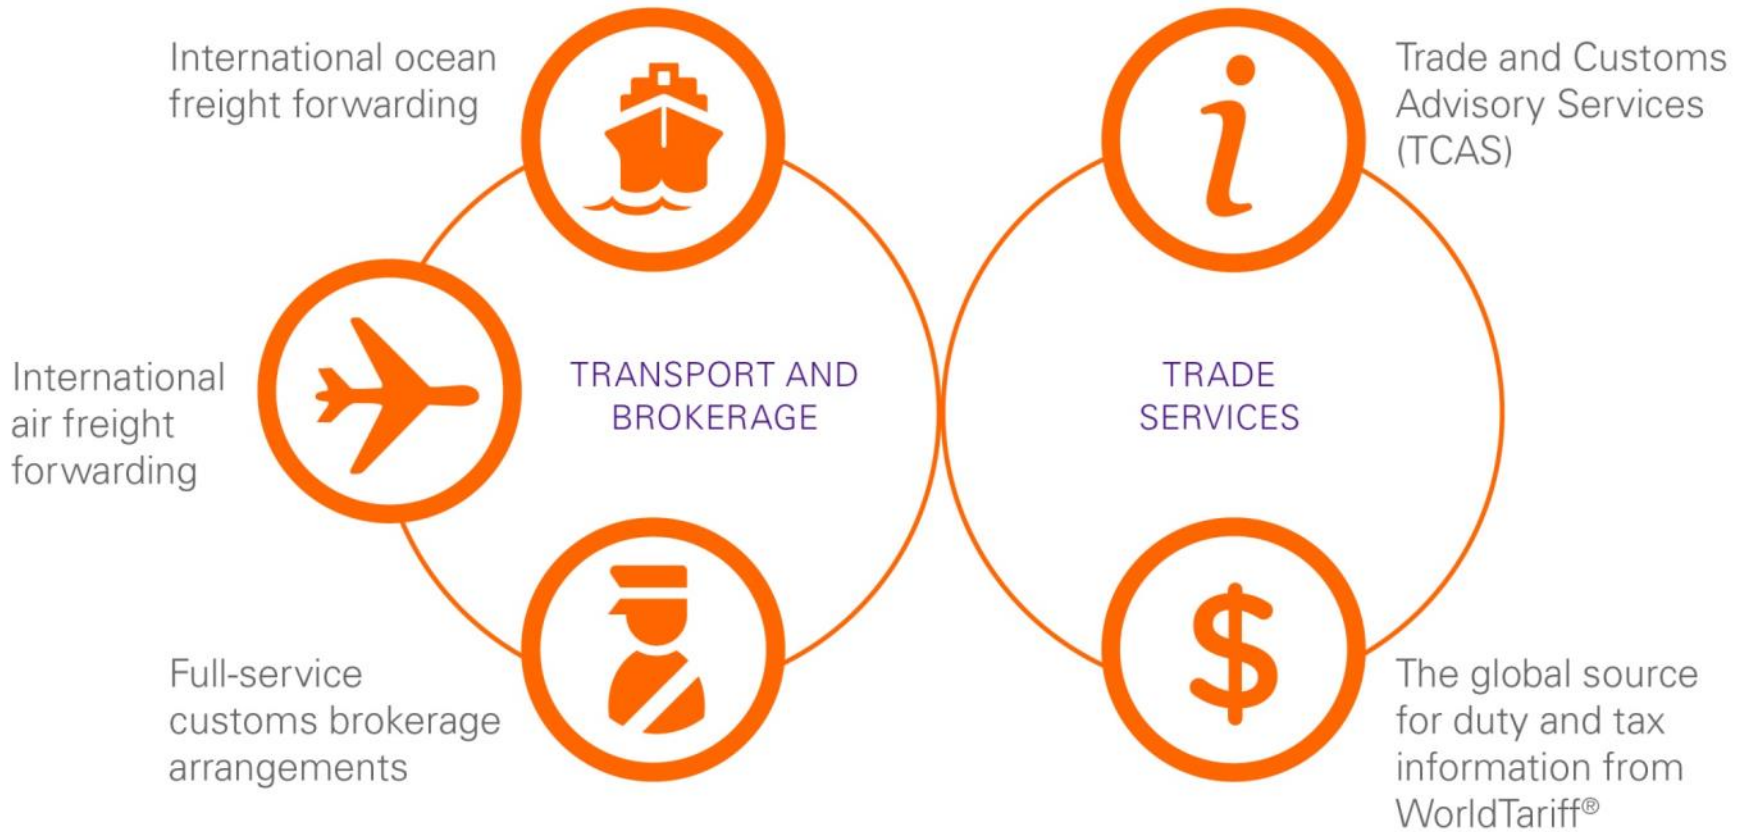 International ocean
freight forwarding
International
air freight
forwarding
Full-service
customs brokerage
arrangements
TRANSPORT AND
BROKERAGE
TRADE
SERVICES
Trade and Customs
Advisory Services
(TCAS)
The global source
for duty and tax
information from
WorldTariff®